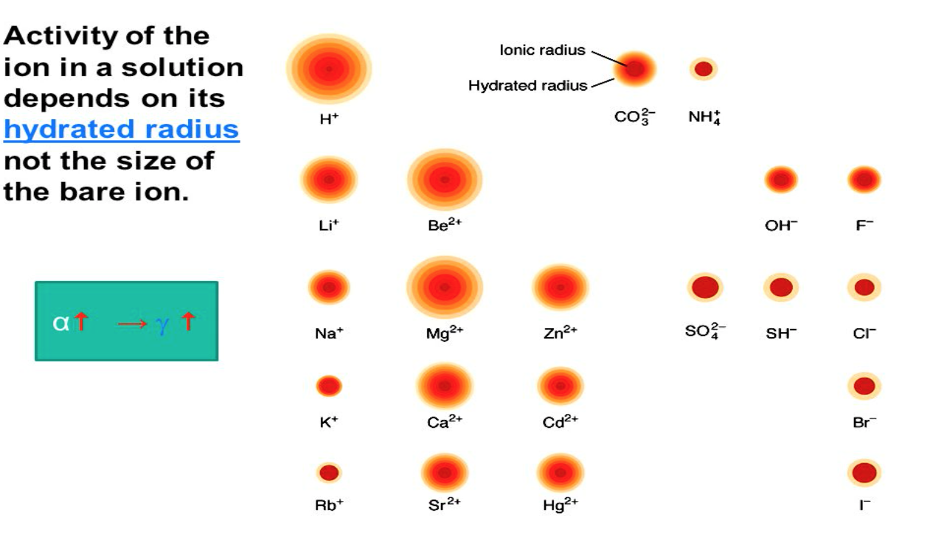 Activity of the
ion in a solution
depends on its
hydrated radius
not the size of
the bare ion.
α↑ →γ ↑
Ionic radius
Hydrated radius
H⁺
CO₃²⁻ NH₄⁺
Li⁺ Be²⁺ OH⁻ F⁻
Na⁺ Mg²⁺ Zn²⁺ SO₄²⁻ SH⁻ Cl⁻
K⁺ Ca²⁺ Cd²⁺ Br⁻
Rb⁺ Sr²⁺ Hg²⁺ I⁻